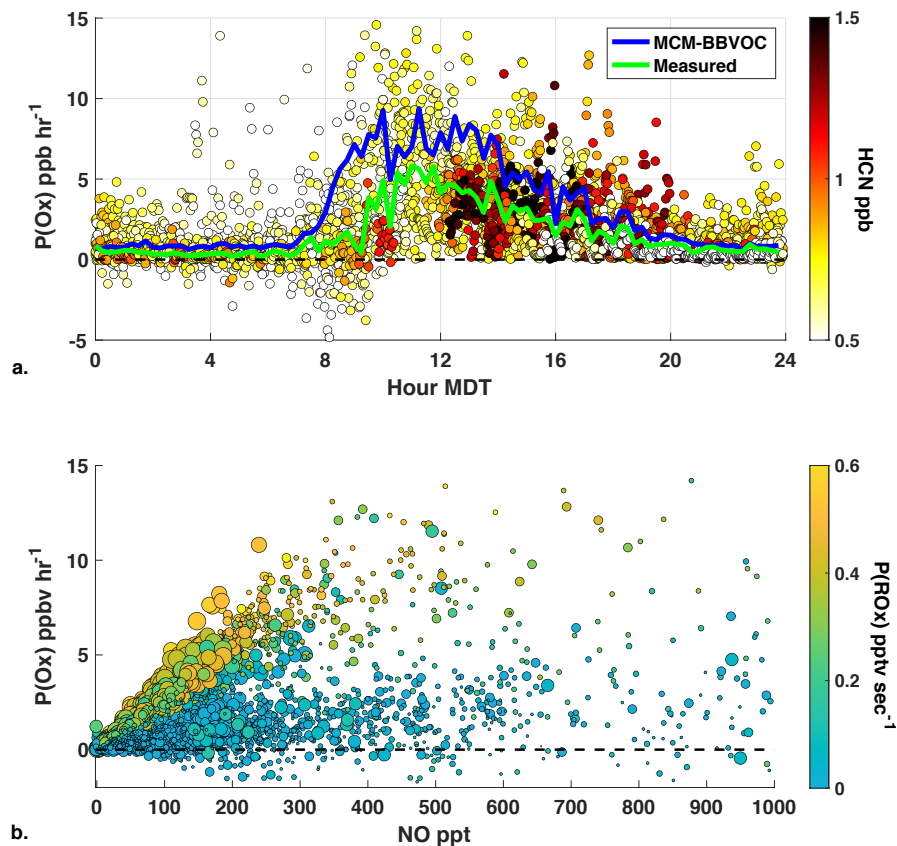 15
10
5
0
-5
P(Ox) ppb hr-1
MCM-BBVOC
Measured
0 4 8 12 16 20 24
Hour MDT
1.5
1
0.5
HCN ppb
a.
15
10
5
0
P(Ox) ppbv hr-1
0 100 200 300 400 500 600 700 800 900 1000
NO ppt
0.6
0.4
0.2
0
P(ROx) pptv sec-1
b.